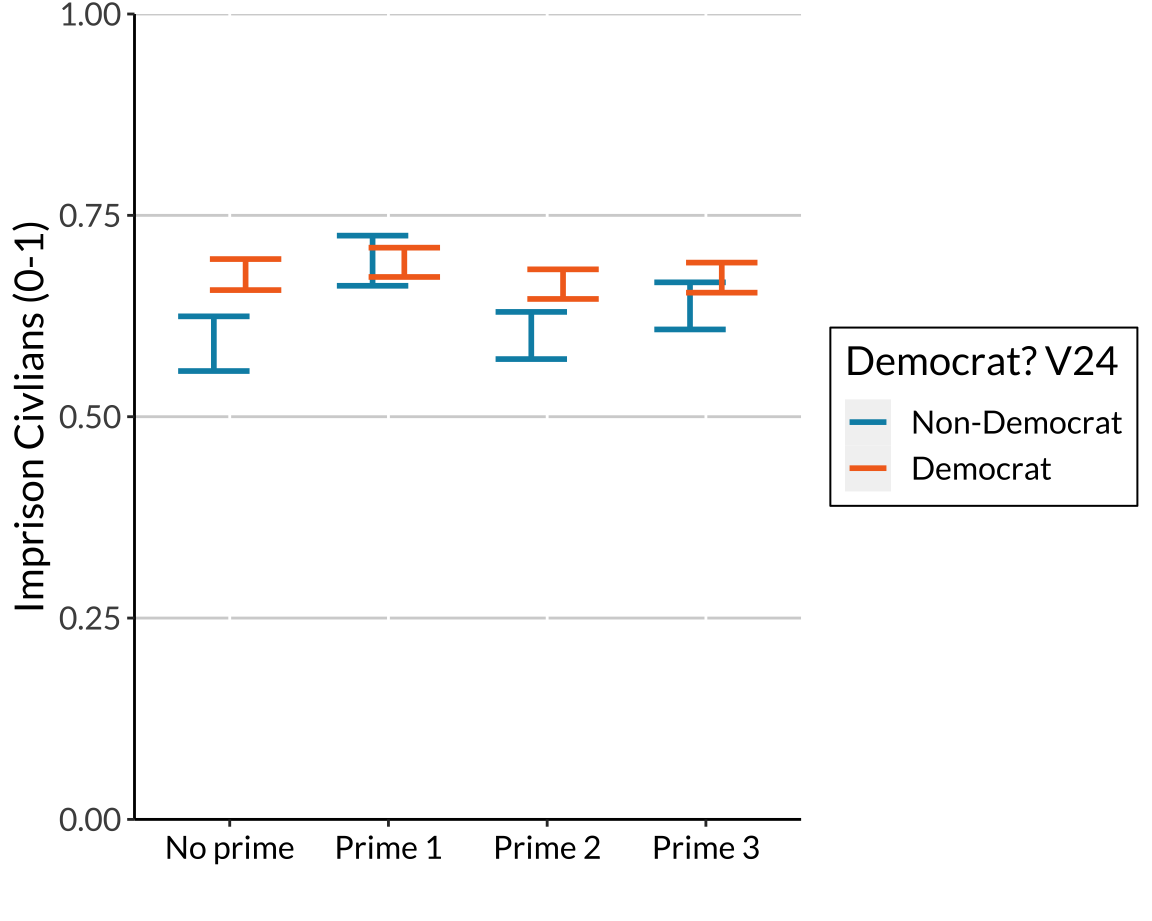 1.00
0.75
0.50
0.25
0.00
Imprison Civlians (0-1)
No prime
Prime 1
Prime 2
Prime 3
Democrat? V24
Non-Democrat
Democrat